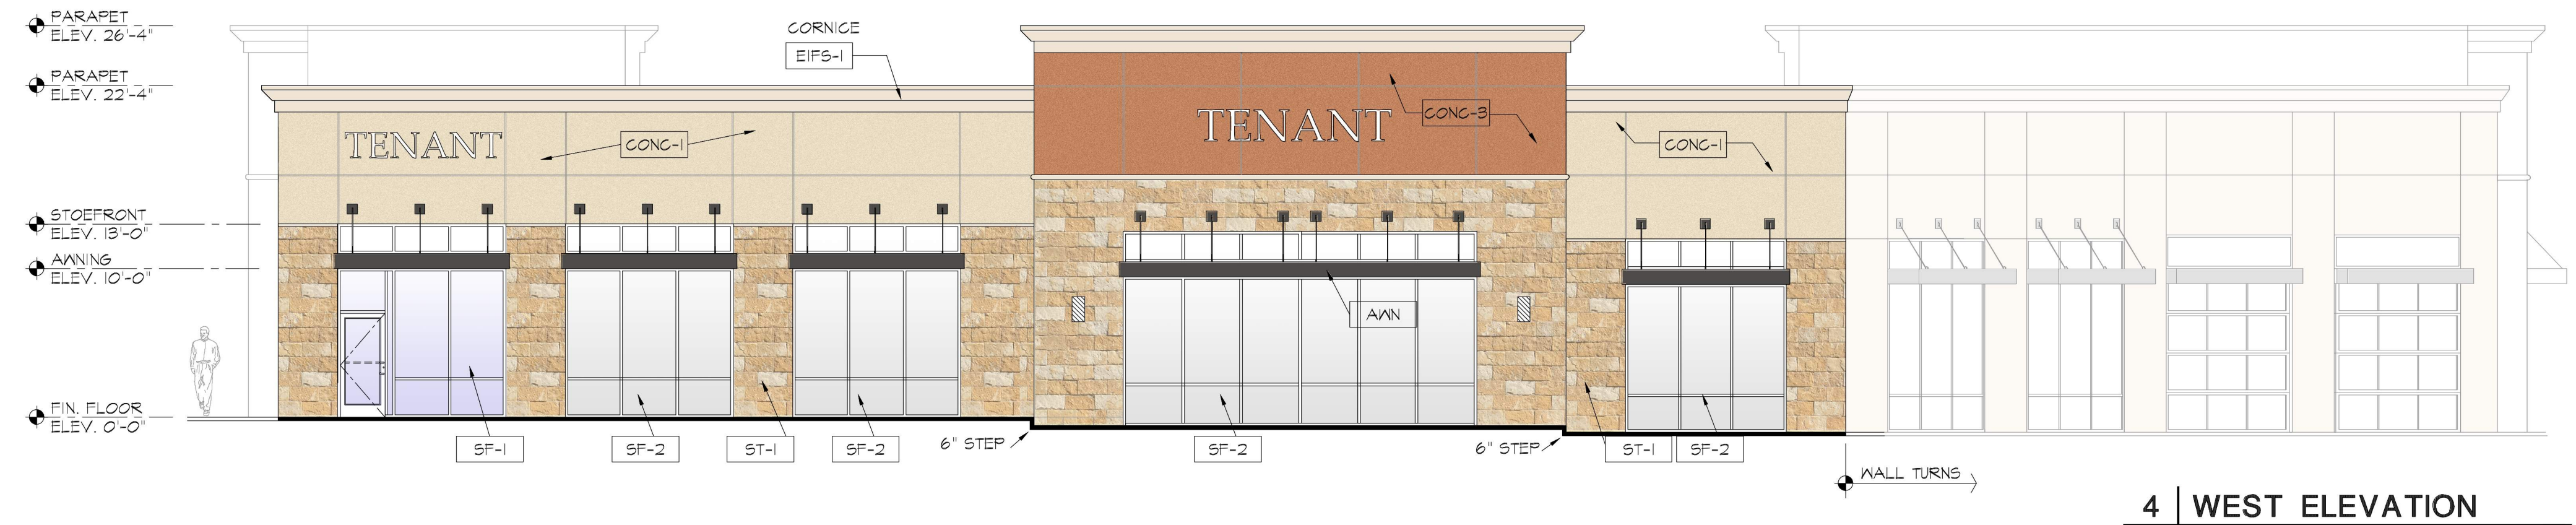 PARAPET
ELEV. 26'-4"
PARAPET
ELEV. 22'-4"
STOEFRONT
ELEV. 13'-0"
AWNING
ELEV. 10'-0"
FIN. FLOOR
ELEV. 0'-0"
CORNICE
EIFS-1
TENANT
CONC-1
TENANT
CONC-3
CONC-1
AWN
SF-1
SF-2
ST-1
SF-2
6" STEP
SF-2
6" STEP
ST-1
SF-2
WALL TURNS
4 WEST ELEVATION